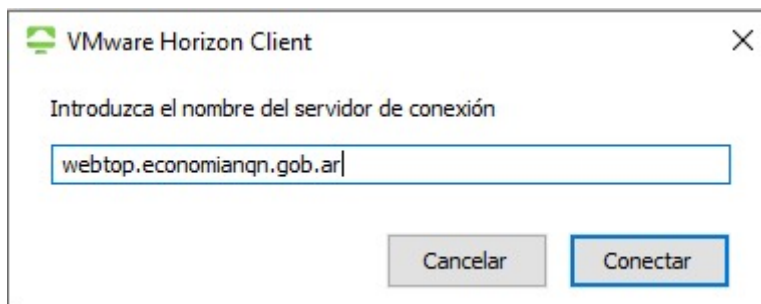 VMware Horizon Client
Introduzca el nombre del servidor de conexión
webtop.economianqn.gob.ar
Cancelar
Conectar